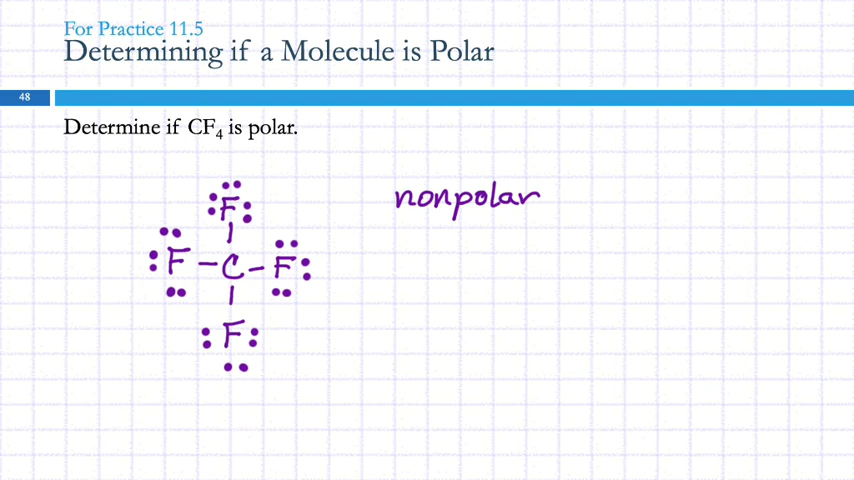 For Practice 11.5
Determining if a Molecule is Polar
48
Determine if CF₄ is polar.
nonpolar
F
F – C – F
F